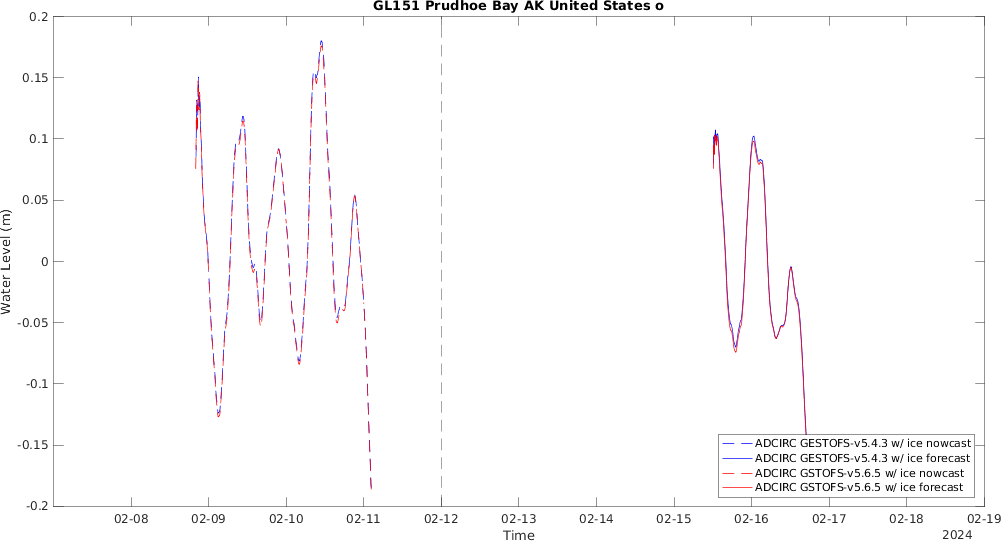 GL151 Prudhoe Bay AK United States o
0.2
0.15
0.1
0.05
0
-0.05
-0.1
-0.15
-0.2
Water Level (m)
ADCIRC GESTOFS-v5.4.3 w/ ice nowcast
ADCIRC GESTOFS-v5.4.3 w/ ice forecast
ADCIRC GSTOFS-v5.6.5 w/ ice nowcast
ADCIRC GSTOFS-v5.6.5 w/ ice forecast
02-08 02-09 02-10 02-11 02-12 02-13 02-14 02-15 02-16 02-17 02-18 02-19
Time
2024